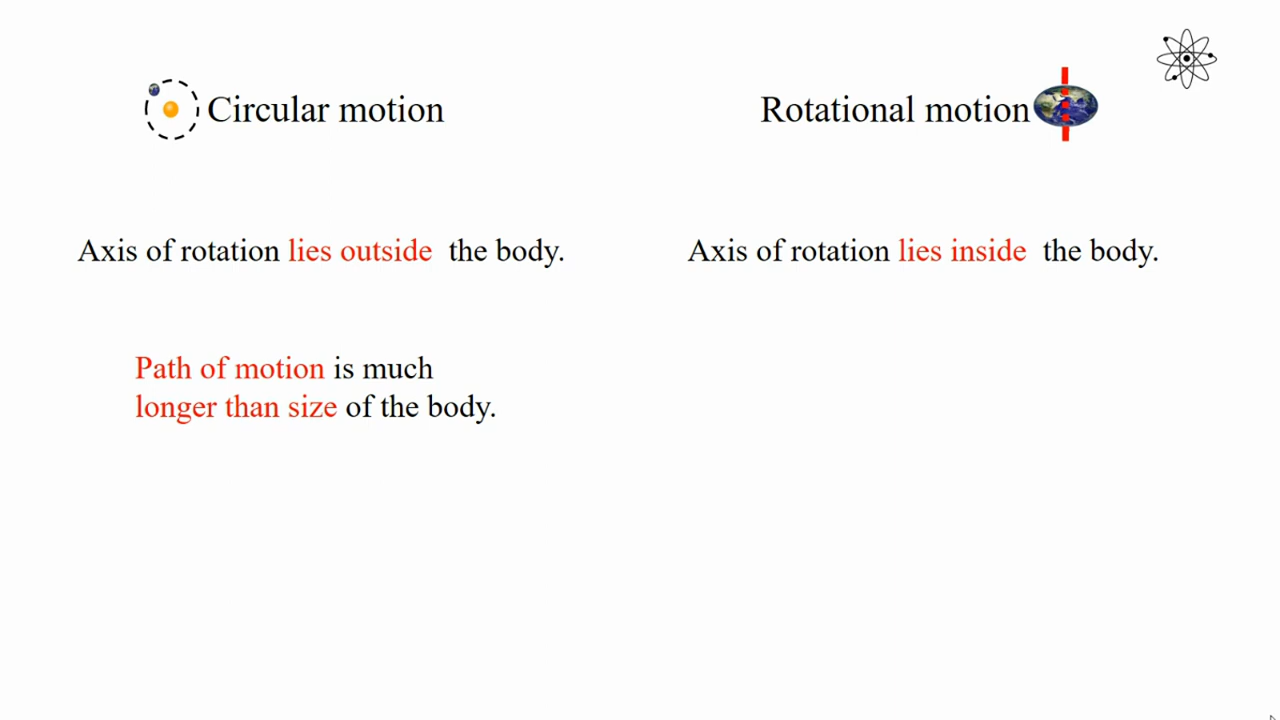 Circular motion
Rotational motion
Axis of rotation lies outside the body.
Axis of rotation lies inside the body.
Path of motion is much
longer than size of the body.